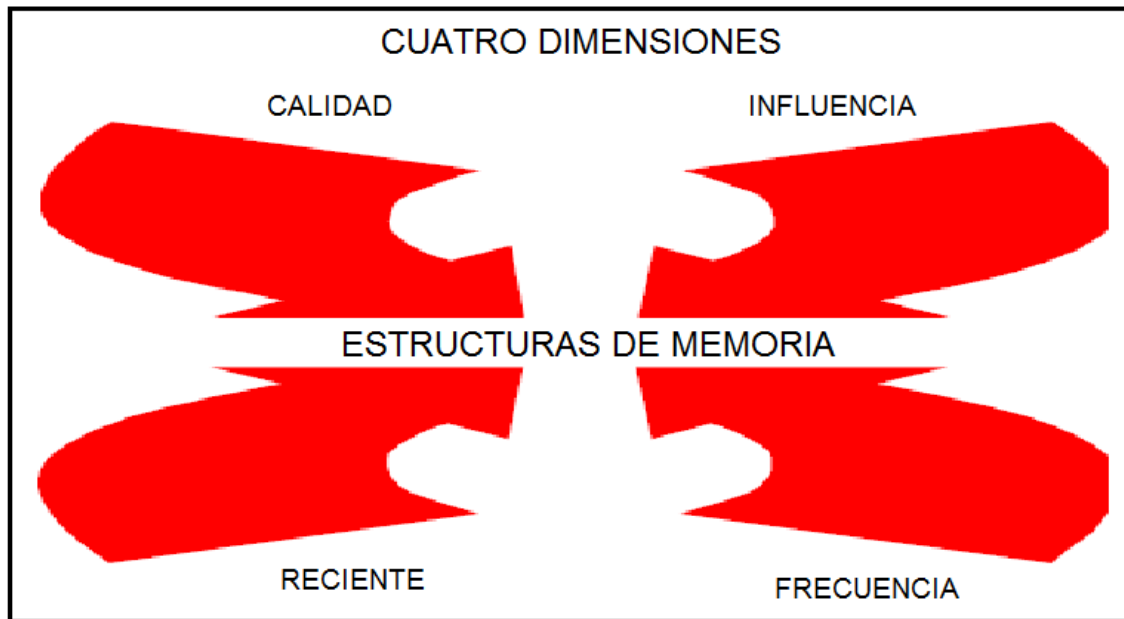 CUATRO DIMENSIONES
CALIDAD
INFLUENCIA
ESTRUCTURAS DE MEMORIA
RECIENTE
FRECUENCIA